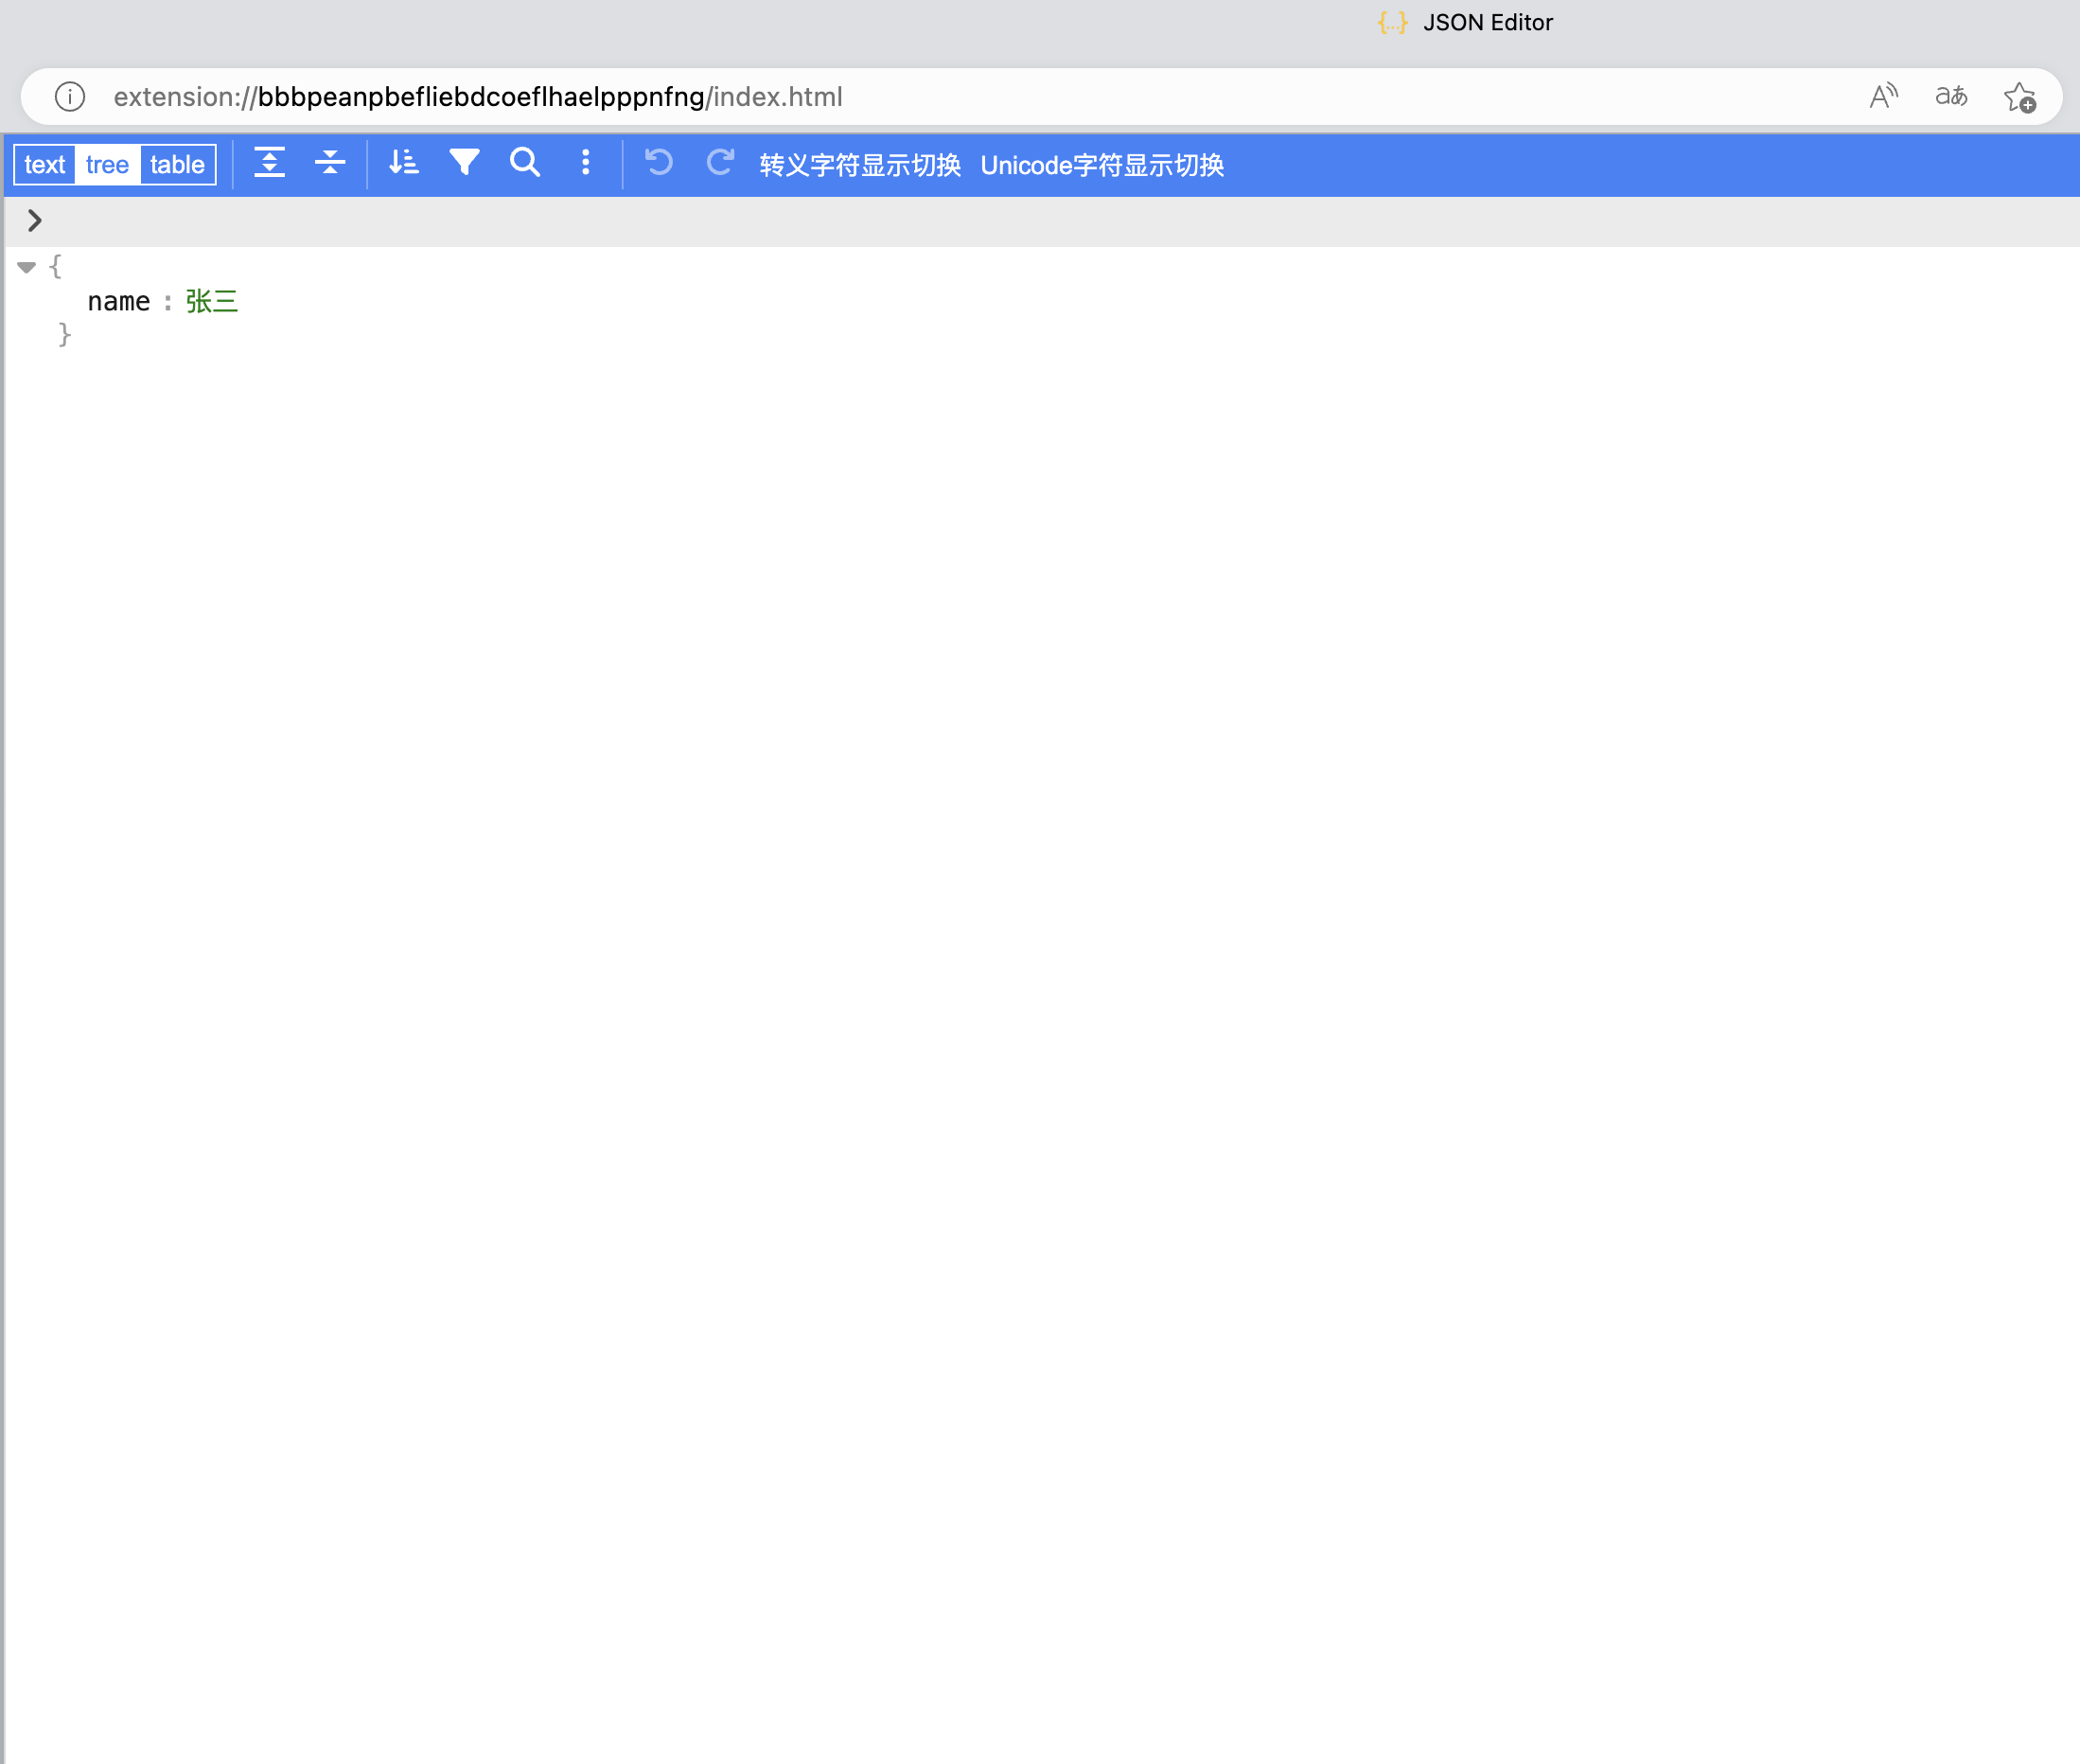 {...} JSON Editor
extension://bbbpeanpbefliebdcoeflhaelpppnfng/index.html
text tree table 转义字符显示切换 Unicode字符显示切换
{
name : 张三
}